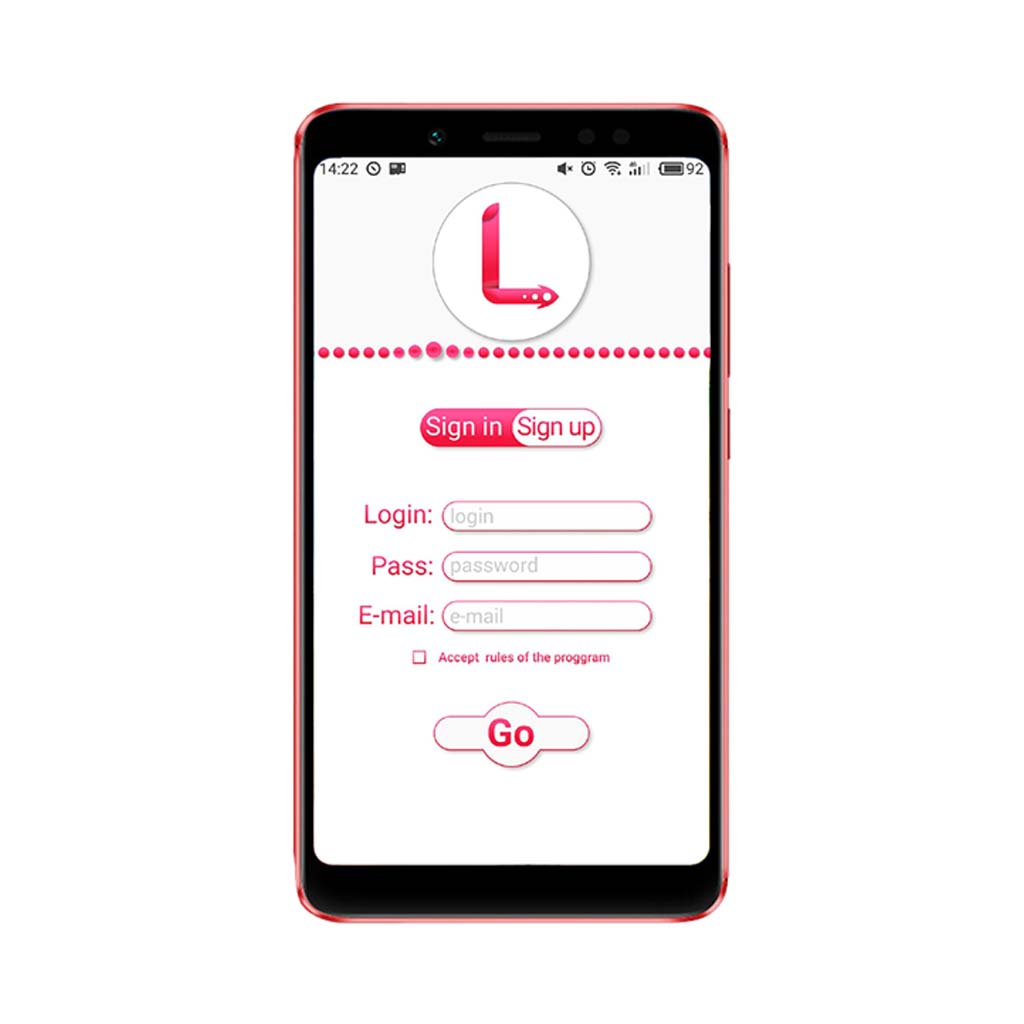 14:22 92
L
Sign in Sign up
Login: login
Pass: password
E-mail: e-mail
Accept rules of the proggram
Go